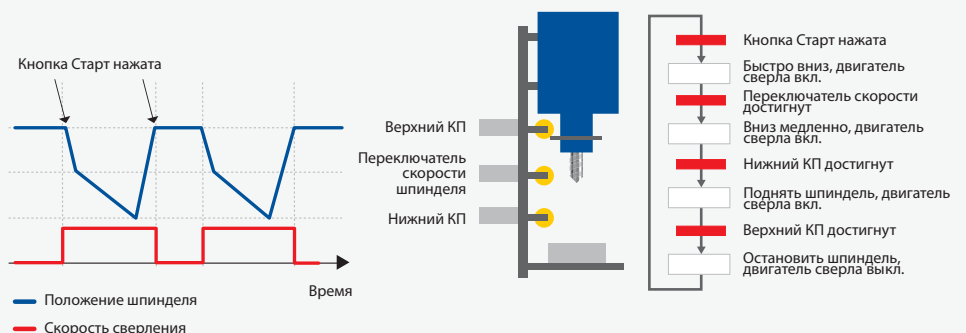 Кнопка Старт нажата
Время
Положение шпинделя
Скорость сверления
Верхний КП
Переключатель
скорости
шпинделя
Нижний КП
Кнопка Старт нажата
Быстро вниз, двигатель
сверла вкл.
Переключатель скорости
достигнут
Вниз медленно, двигатель
сверла вкл.
Нижний КП достигнут
Поднять шпиндель, двигатель
сверла вкл.
Верхний КП достигнут
Остановить шпиндель,
двигатель сверла выкл.